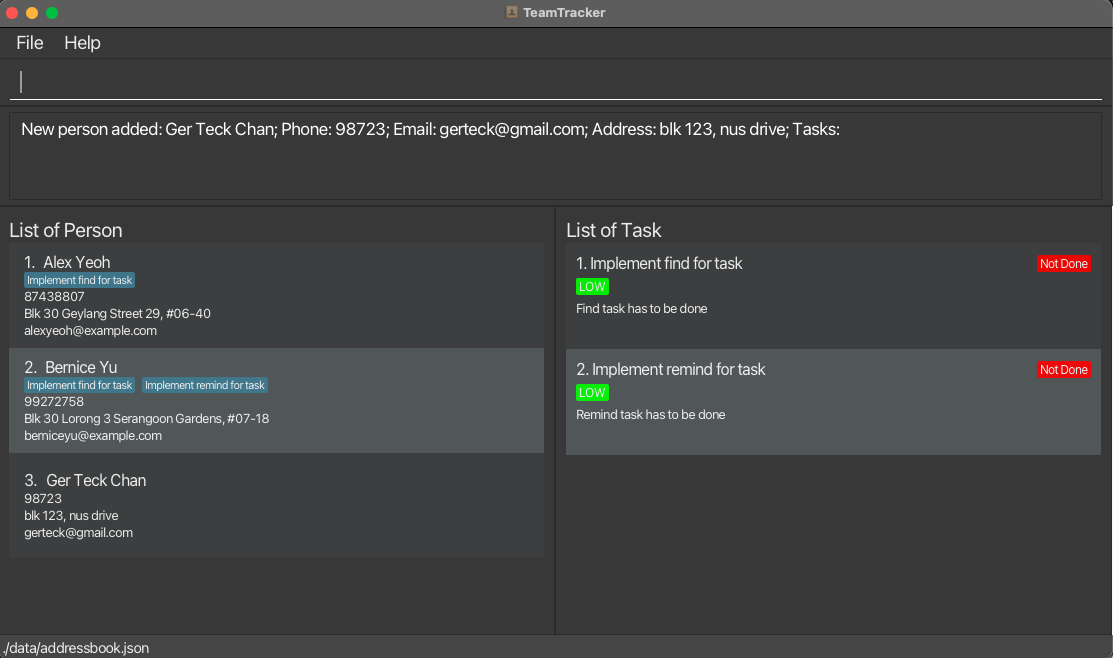 TeamTracker
File Help
New person added: Ger Teck Chan; Phone: 98723; Email: gerteck@gmail.com; Address: blk 123, nus drive; Tasks:
List of Person
1. Alex Yeoh
Implement find for task
87438807
Blk 30 Geylang Street 29, #06-40
alexyeoh@example.com
2. Bernice Yu
Implement find for task Implement remind for task
99272758
Blk 30 Lorong 3 Serangoon Gardens, #07-18
berniceyu@example.com
3. Ger Teck Chan
98723
blk 123, nus drive
gerteck@gmail.com
List of Task
1. Implement find for task Not Done
LOW
Find task has to be done
2. Implement remind for task Not Done
LOW
Remind task has to be done
./data/addressbook.json